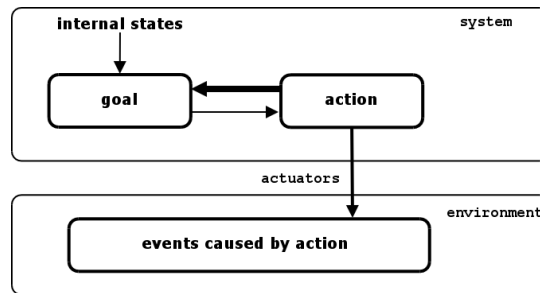 system
internal states
goal
action
actuators
environment
events caused by action